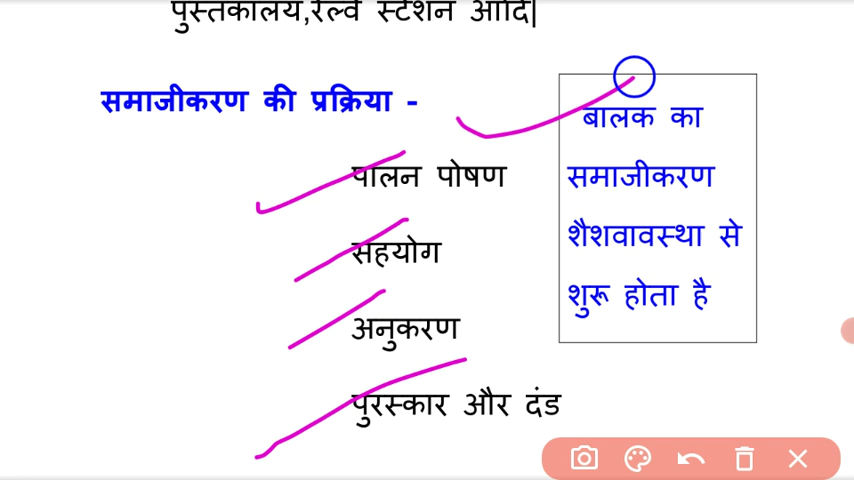 पुस्तकालय,रेल्वे स्टेशन आदि|
समाजीकरण की प्रक्रिया -
पालन पोषण
सहयोग
अनुकरण
पुरस्कार और दंड
बालक का
समाजीकरण
शैशवावस्था से
शुरू होता है